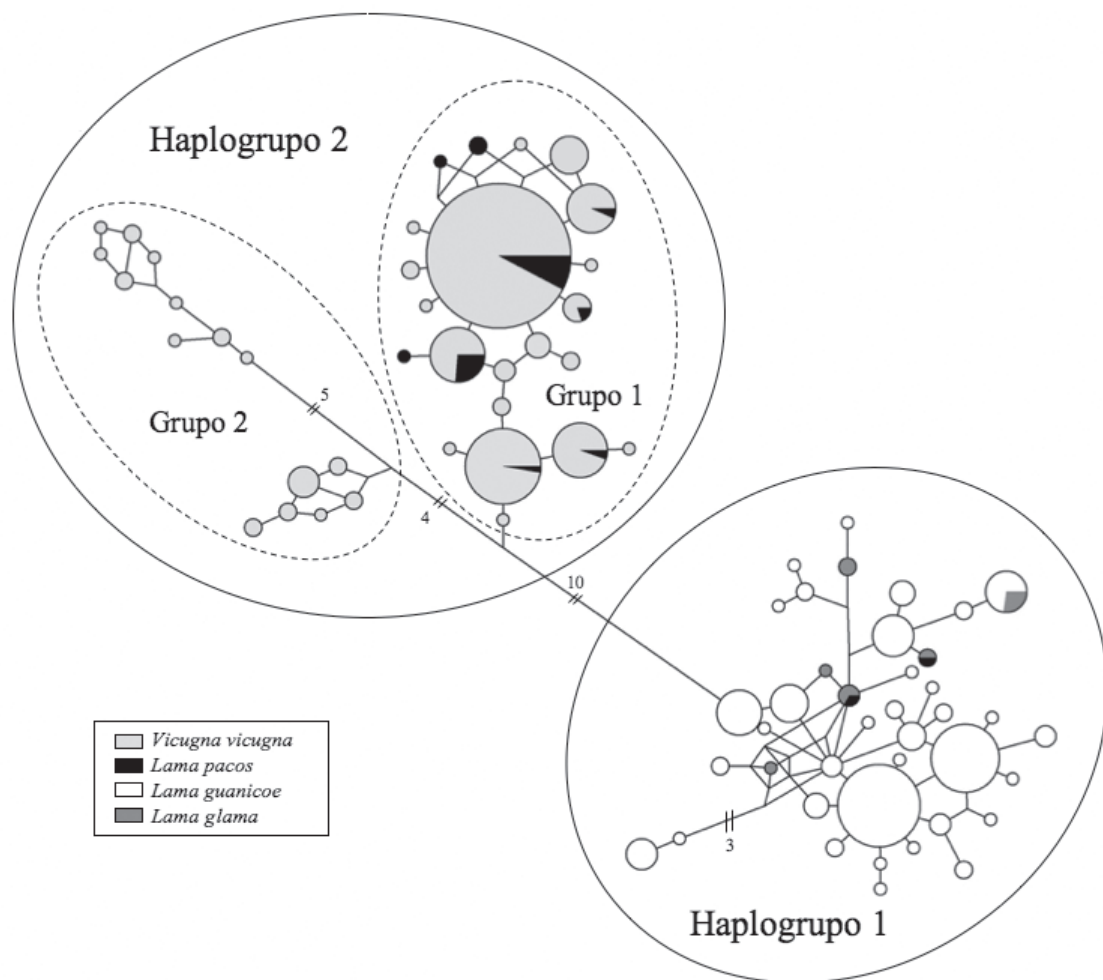 Haplogrupo 2
Grupo 1
5
Grupo 2
4
10
Vicugna vicugna
Lama pacos
Lama guanicoe
Lama glama
3
Haplogrupo 1